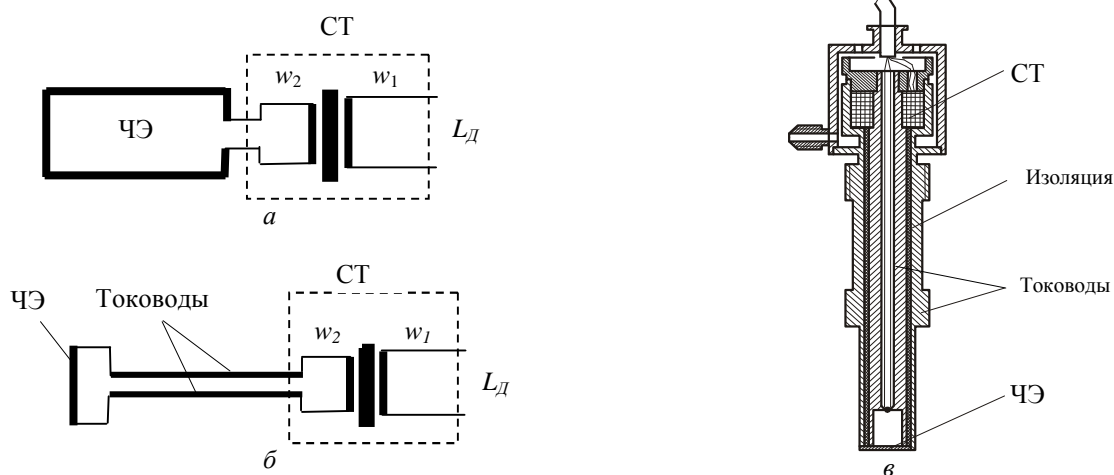 СТ
w2 w1
ЧЭ
LД
а
СТ
ЧЭ Тоководы
w2 w1
LД
б
СТ
Изоляция
Тоководы
ЧЭ
в